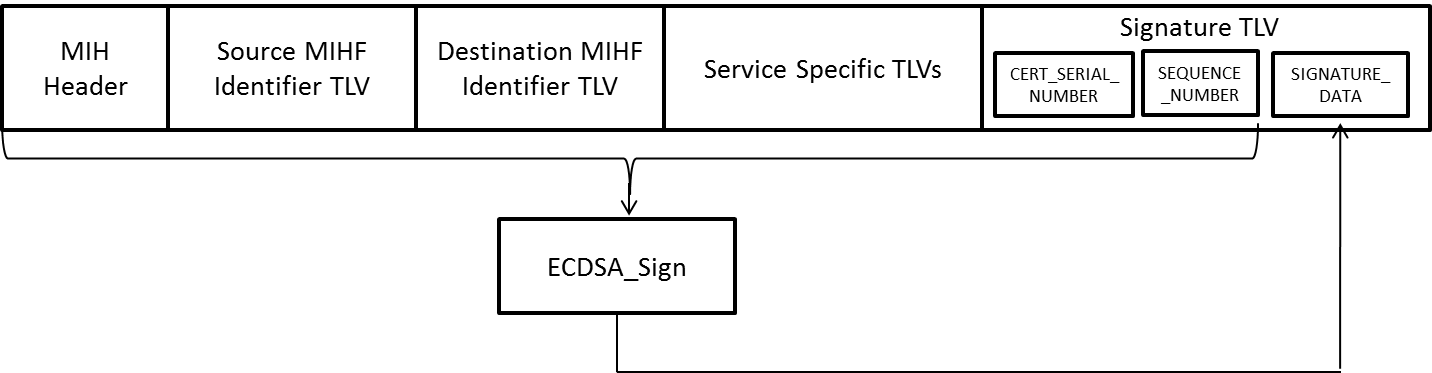 MIH
Header
Source MIHF
Identifier TLV
Destination MIHF
Identifier TLV
Service Specific TLVs
Signature TLV
CERT_SERIAL_
NUMBER
SEQUENCE
_NUMBER
SIGNATURE_
DATA
ECDSA_Sign